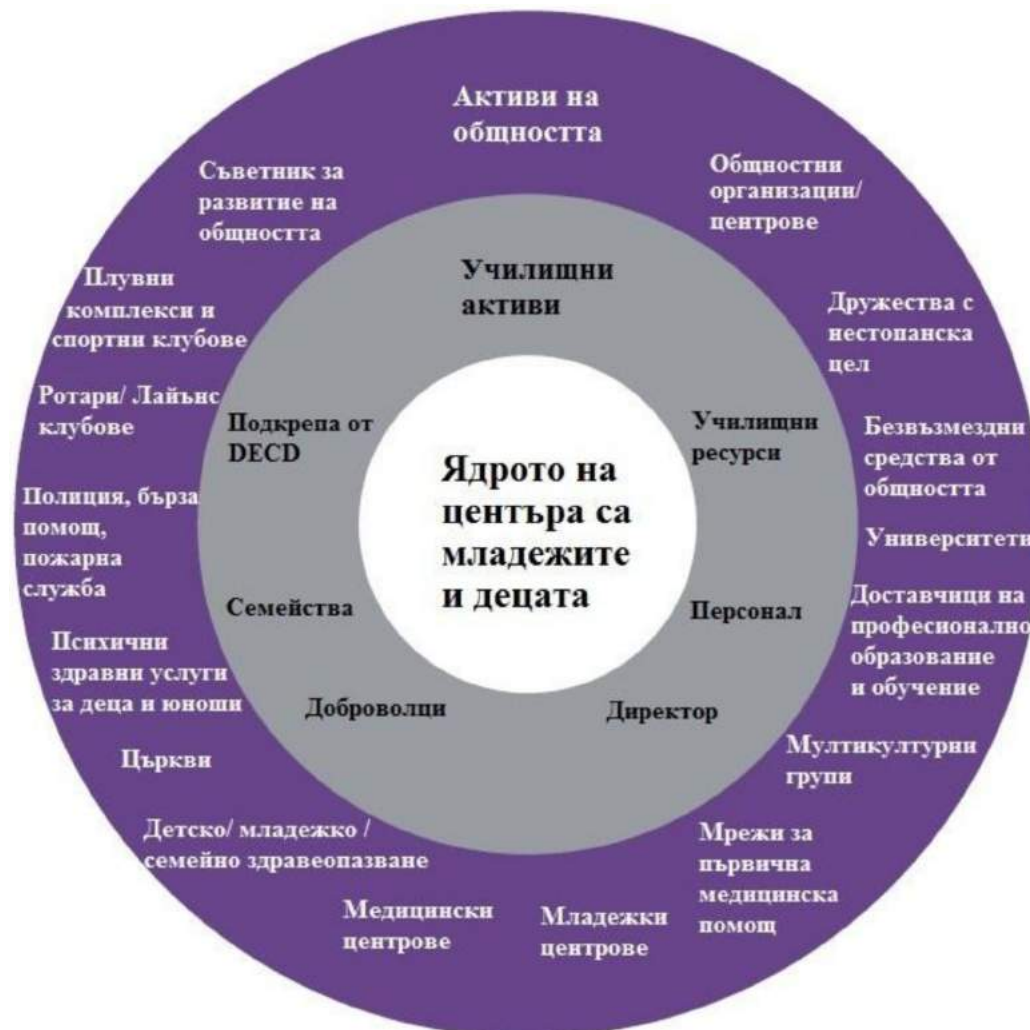 Активи на
общността
Общностни
организации/
центрове
Дружества с
нестопанска
цел
Безвъзмездни
средства от
общността
Университети
Доставчици на
професионално
образование
и обучение
Мултикултурни
групи
Мрежи за
първична
медицинска
помощ
Младежки
центрове
Медицински
центрове
Детско/ младежко /
семейно здравеопазване
Църкви
Психични
здравни услуги
за деца и юноши
Полиция, бърза
помощ,
пожарна
служба
Ротари/ Лайънс
клубове
Плувни
комплекси и
спортни клубове
Съветник за
развитие на
общността
Училищни
активи
Училищни
ресурси
Персонал
Директор
Доброволци
Семейства
Подкрепа от
DECD
Ядрото на
центъра са
младежите
и децата